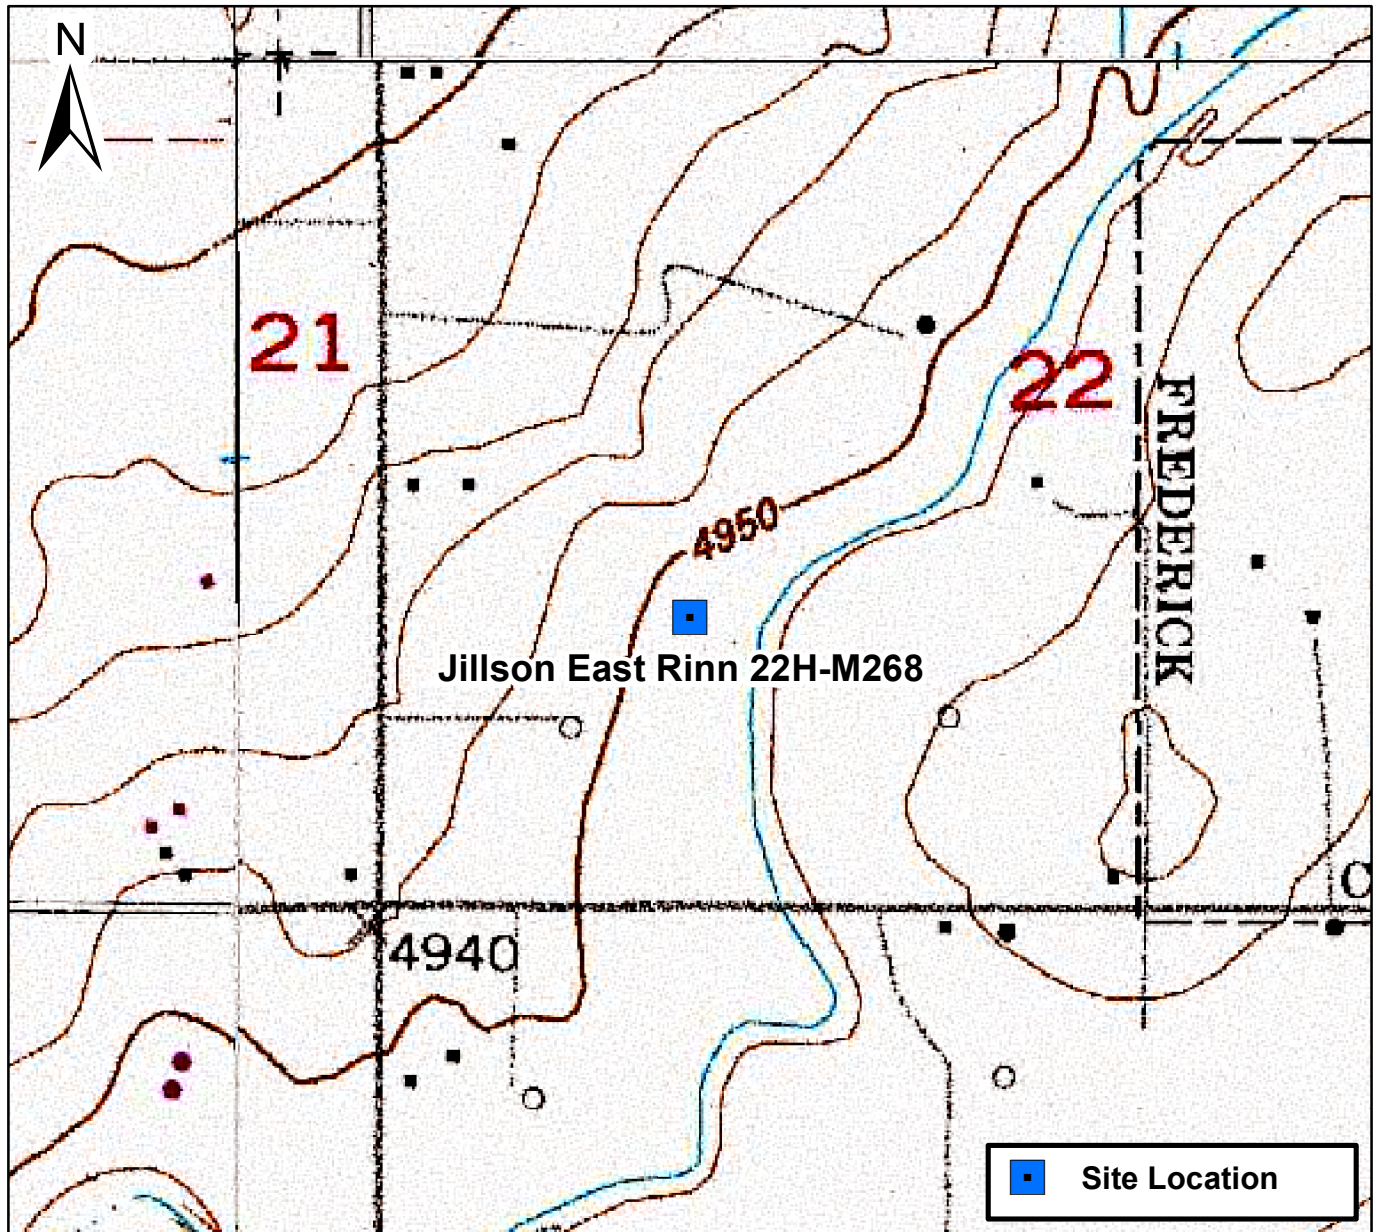 N
21
22
FREDERICK
4950
Jillson East Rinn 22H-M268
4940
Site Location